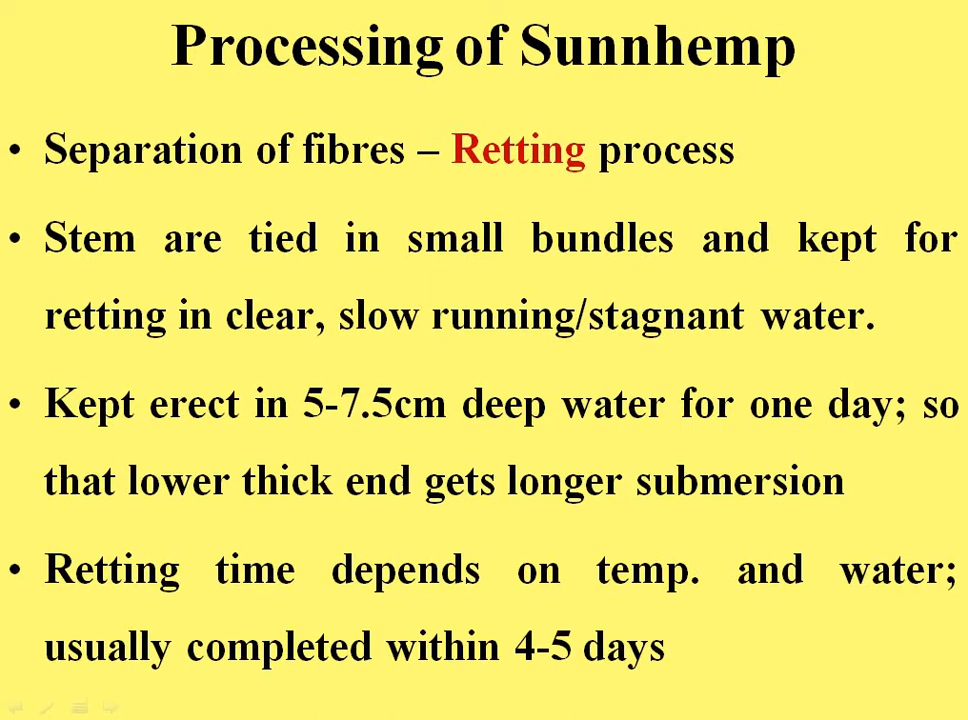 Processing of Sunnhemp
• Separation of fibres – Retting process
• Stem are tied in small bundles and kept for
retting in clear, slow running/stagnant water.
• Kept erect in 5-7.5cm deep water for one day; so
that lower thick end gets longer submersion
• Retting time depends on temp. and water;
usually completed within 4-5 days